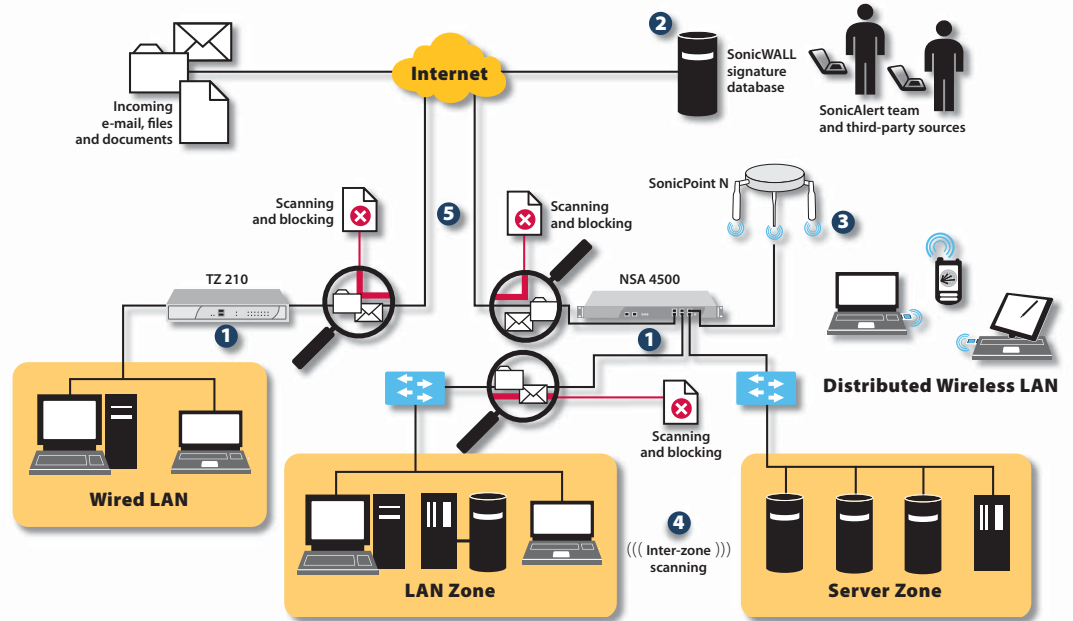 2
SonicWALL
signature
database
Internet
Incoming
e-mail, files
and documents
SonicAlert team
and third-party sources
SonicPoint N
3
Scanning
and blocking
5
Scanning
and blocking
TZ 210
1
NSA 4500
1
Distributed Wireless LAN
Scanning
and blocking
Wired LAN
4
((( Inter-zone )))
scanning
LAN Zone
Server Zone